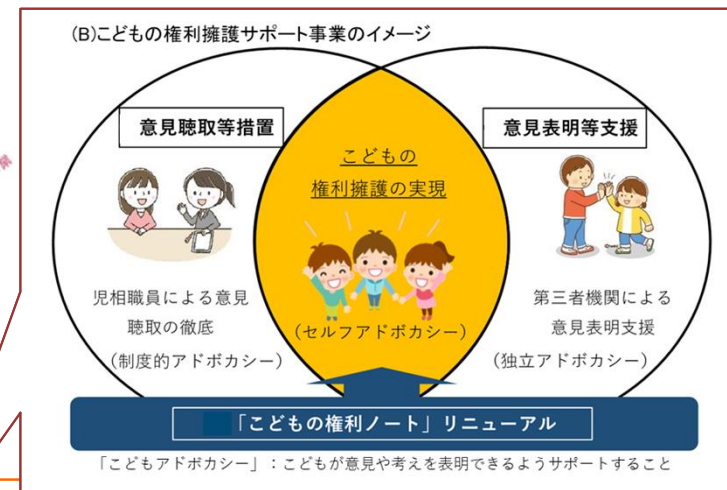 (B)こどもの権利擁護サポート事業のイメージ
意見聴取等措置
意見表明等支援
こどもの
権利擁護の実現
児相職員による意見
聴取の徹底
(制度的アドボカシー)
(セルフアドボカシー)
第三者機関による
意見表明支援
(独立アドボカシー)
「こどもの権利ノート」リニューアル
「こどもアドボカシー」：こどもが意見や考えを表明できるようサポートすること